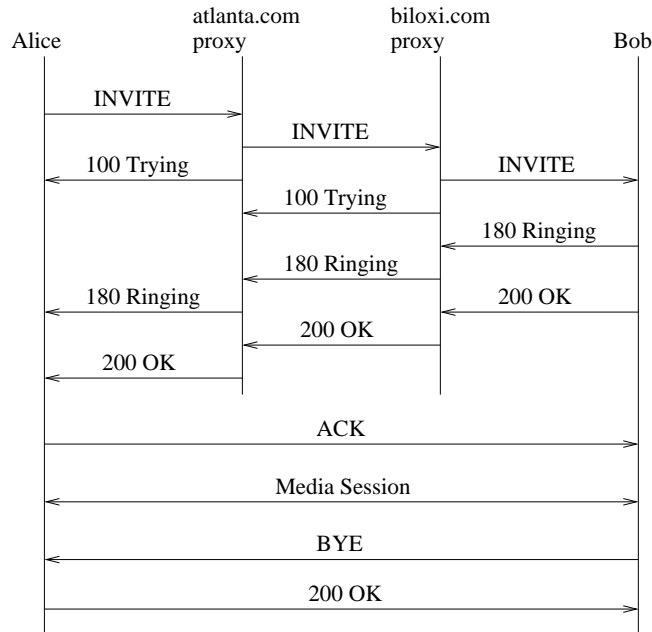 atlanta.com biloxi.com
Alice proxy proxy Bob
INVITE
INVITE
100 Trying INVITE
100 Trying
180 Ringing
180 Ringing
180 Ringing 200 OK
200 OK
200 OK
ACK
Media Session
BYE
200 OK